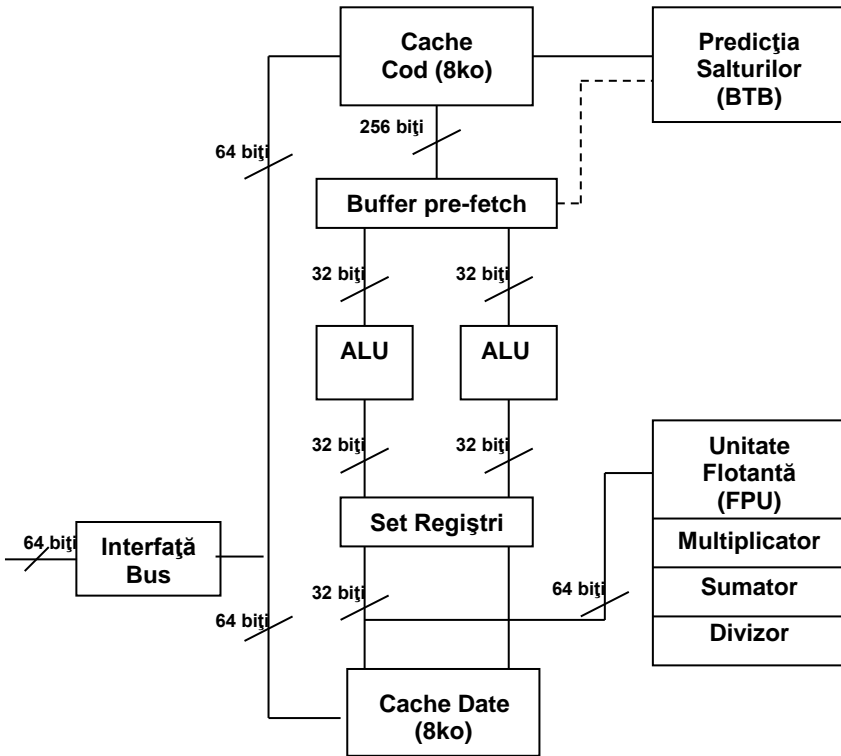 Cache
Cod (8ko)
Predicţia
Salturilor
(BTB)
256 biţi
64 biţi
Buffer pre-fetch
32 biţi
32 biţi
ALU
ALU
32 biţi
32 biţi
Unitate
Flotantă
(FPU)
Set Regiştri
64 biţi
Interfaţă
Bus
Multiplicator
32 biţi
64 biţi
Sumator
64 biţi
Divizor
Cache Date
(8ko)